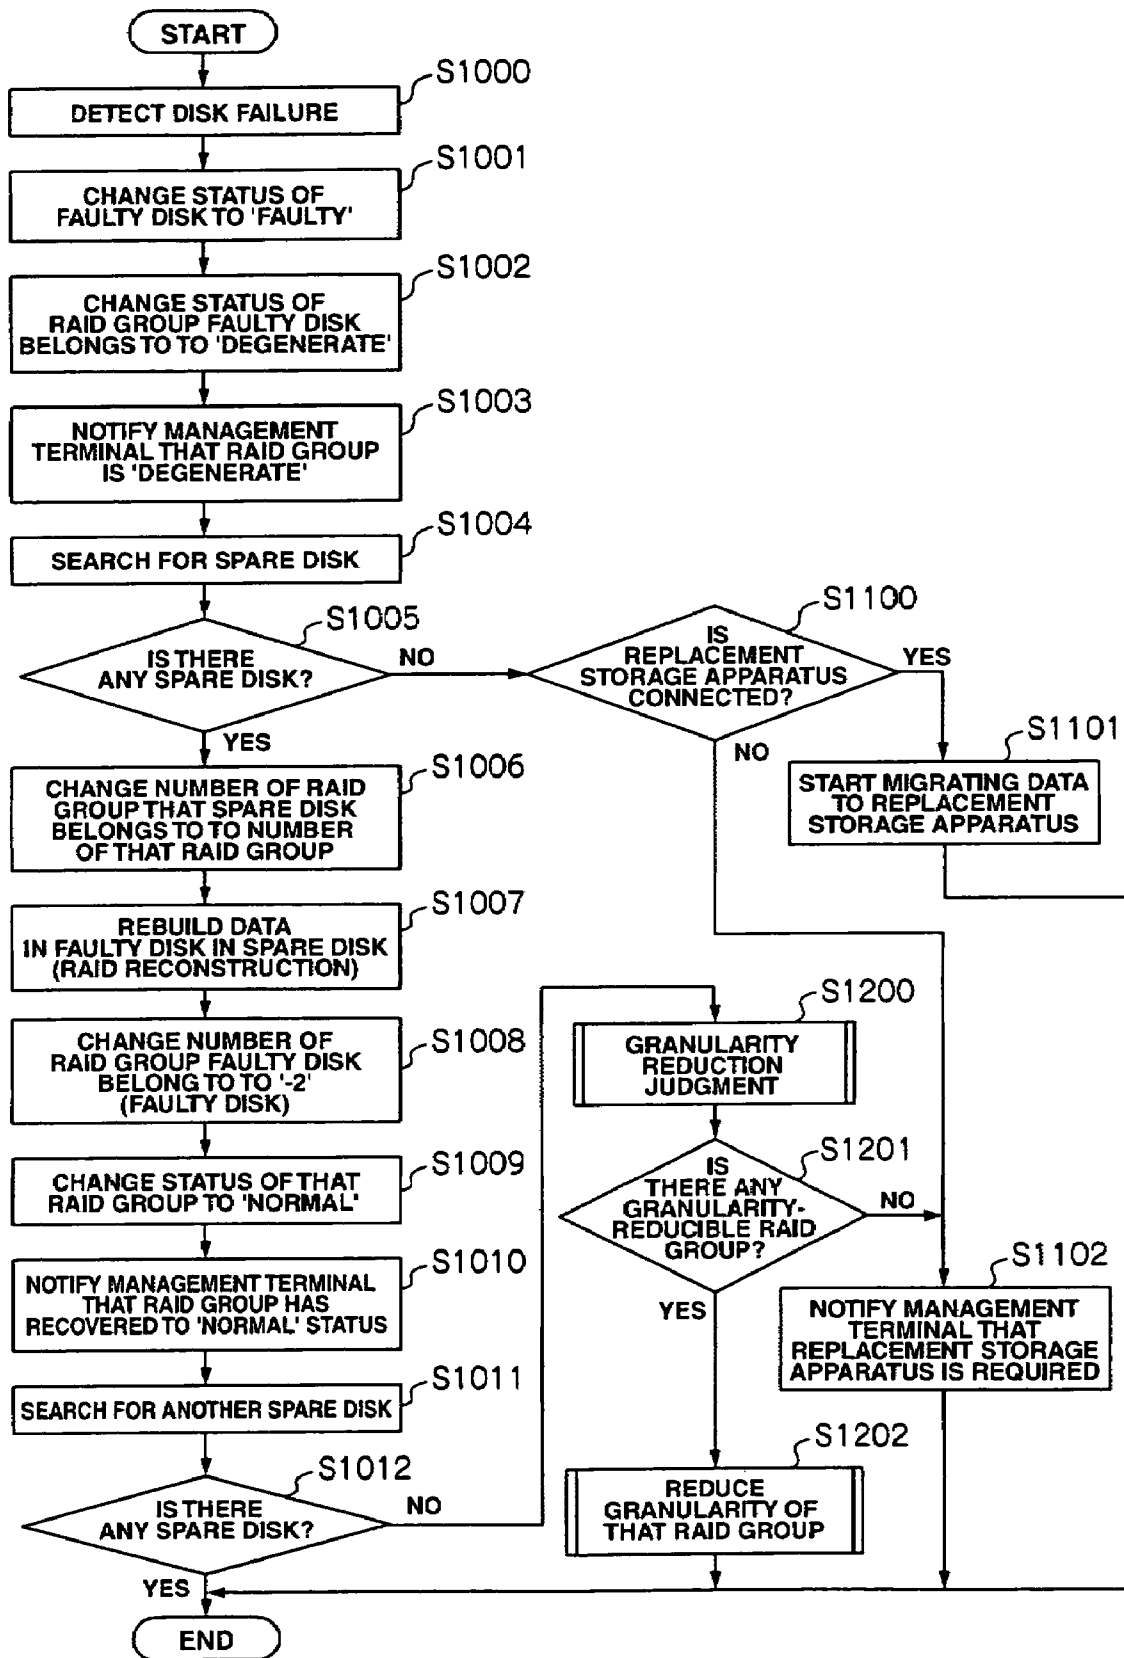 START
S1000
DETECT DISK FAILURE
S1001
CHANGE STATUS OF
FAULTY DISK TO 'FAULTY'
S1002
CHANGE STATUS OF
RAID GROUP FAULTY DISK
BELONGS TO TO 'DEGENERATE'
S1003
NOTIFY MANAGEMENT
TERMINAL THAT RAID GROUP
IS 'DEGENERATE'
S1004
SEARCH FOR SPARE DISK
S1005
IS THERE
ANY SPARE DISK?
NO
YES
S1100
IS
REPLACEMENT
STORAGE APPARATUS
CONNECTED?
YES
NO
S1101
START MIGRATING DATA
TO REPLACEMENT
STORAGE APPARATUS
S1006
CHANGE NUMBER OF RAID
GROUP THAT SPARE DISK
BELONGS TO TO NUMBER
OF THAT RAID GROUP
S1007
REBUILD DATA
IN FAULTY DISK IN SPARE DISK
(RAID RECONSTRUCTION)
S1008
CHANGE NUMBER OF
RAID GROUP FAULTY DISK
BELONG TO TO '-2'
(FAULTY DISK)
S1009
CHANGE STATUS OF THAT
RAID GROUP TO 'NORMAL'
S1010
NOTIFY MANAGEMENT TERMINAL
THAT RAID GROUP HAS
RECOVERED TO 'NORMAL' STATUS
S1011
SEARCH FOR ANOTHER SPARE DISK
S1012
IS THERE
ANY SPARE DISK?
NO
YES
S1200
GRANULARITY
REDUCTION
JUDGMENT
S1201
IS
THERE ANY
GRANULARITY-
REDUCIBLE RAID
GROUP?
NO
YES
S1102
NOTIFY MANAGEMENT
TERMINAL THAT
REPLACEMENT STORAGE
APPARATUS IS REQUIRED
S1202
REDUCE
GRANULARITY OF
THAT RAID GROUP
END